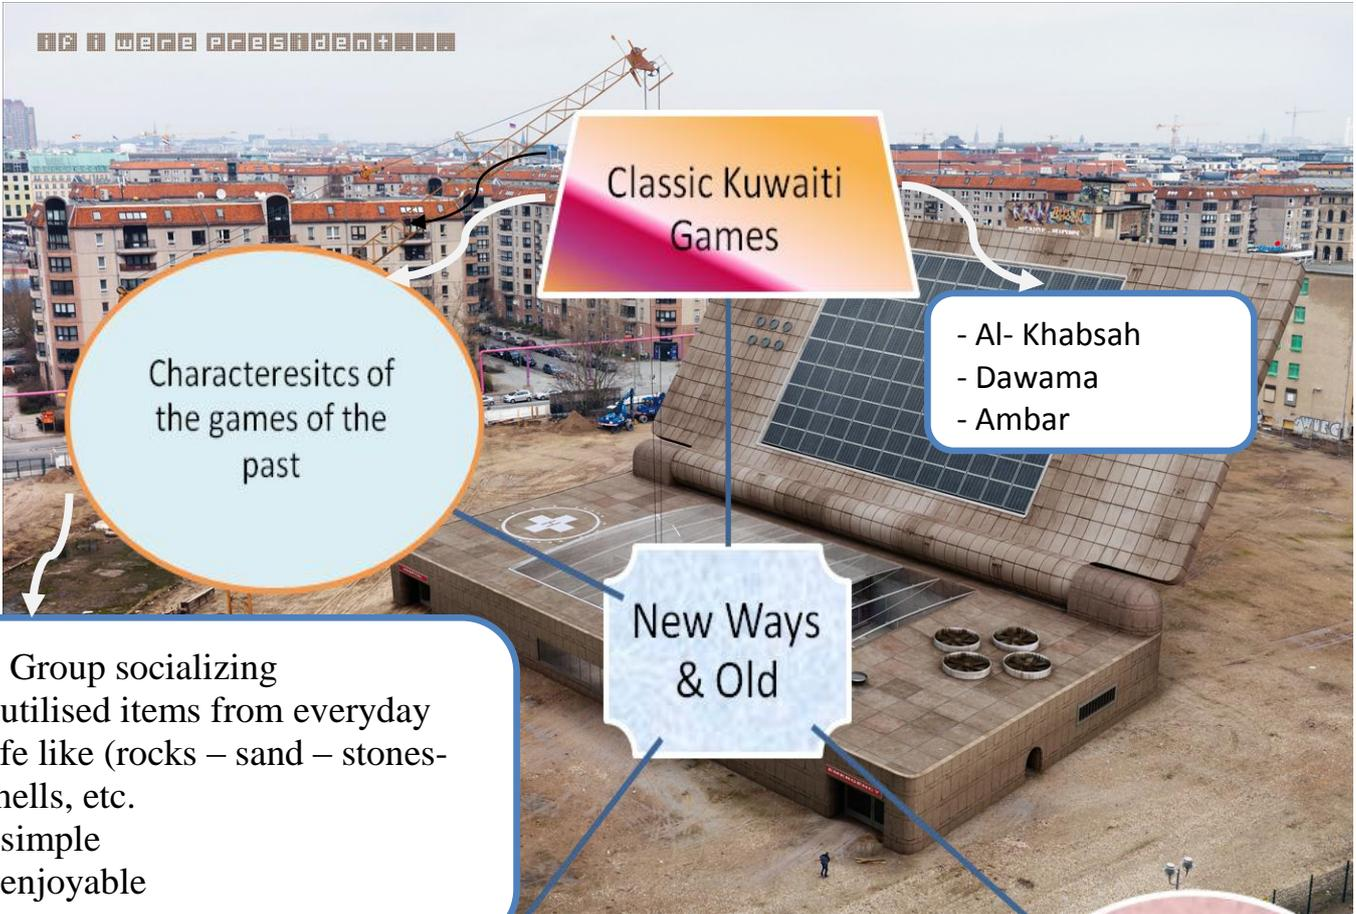 if i were president...
Classic Kuwaiti
Games
- Al- Khabsah
- Dawama
- Ambar
Characteresitcs of
the games of the
past
New Ways
& Old
Group socializing
utilised items from everyday
fe like (rocks – sand – stones-
hells, etc.
simple
enjoyable
EMERGENCY